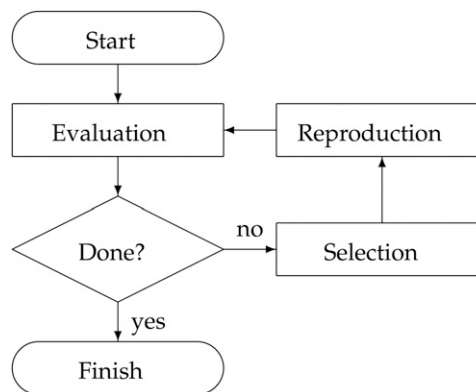 Start
Evaluation
Reproduction
Done?
no
Selection
yes
Finish